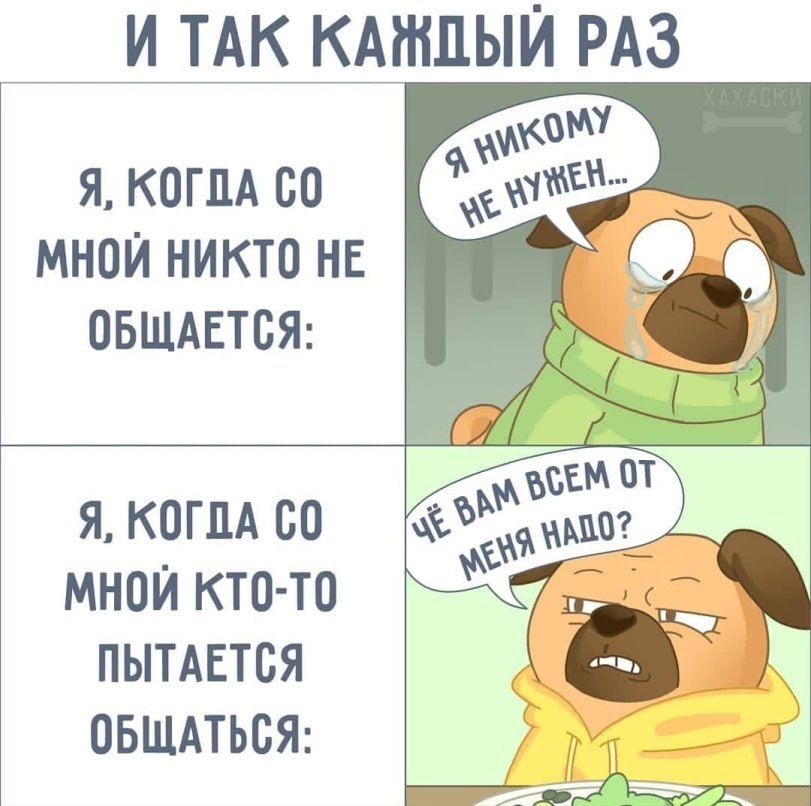 И ТАК КАЖДЫЙ РАЗ
ХАХАСКИ
Я, КОГДА СО
МНОЙ НИКТО НЕ
ОБЩАЕТСЯ:
Я НИКОМУ
НЕ НУЖЕН...
Я, КОГДА СО
МНОЙ КТО-ТО
ПЫТАЕТСЯ
ОБЩАТЬСЯ:
ЧЁ ВАМ ВСЕМ ОТ
МЕНЯ НАДО?